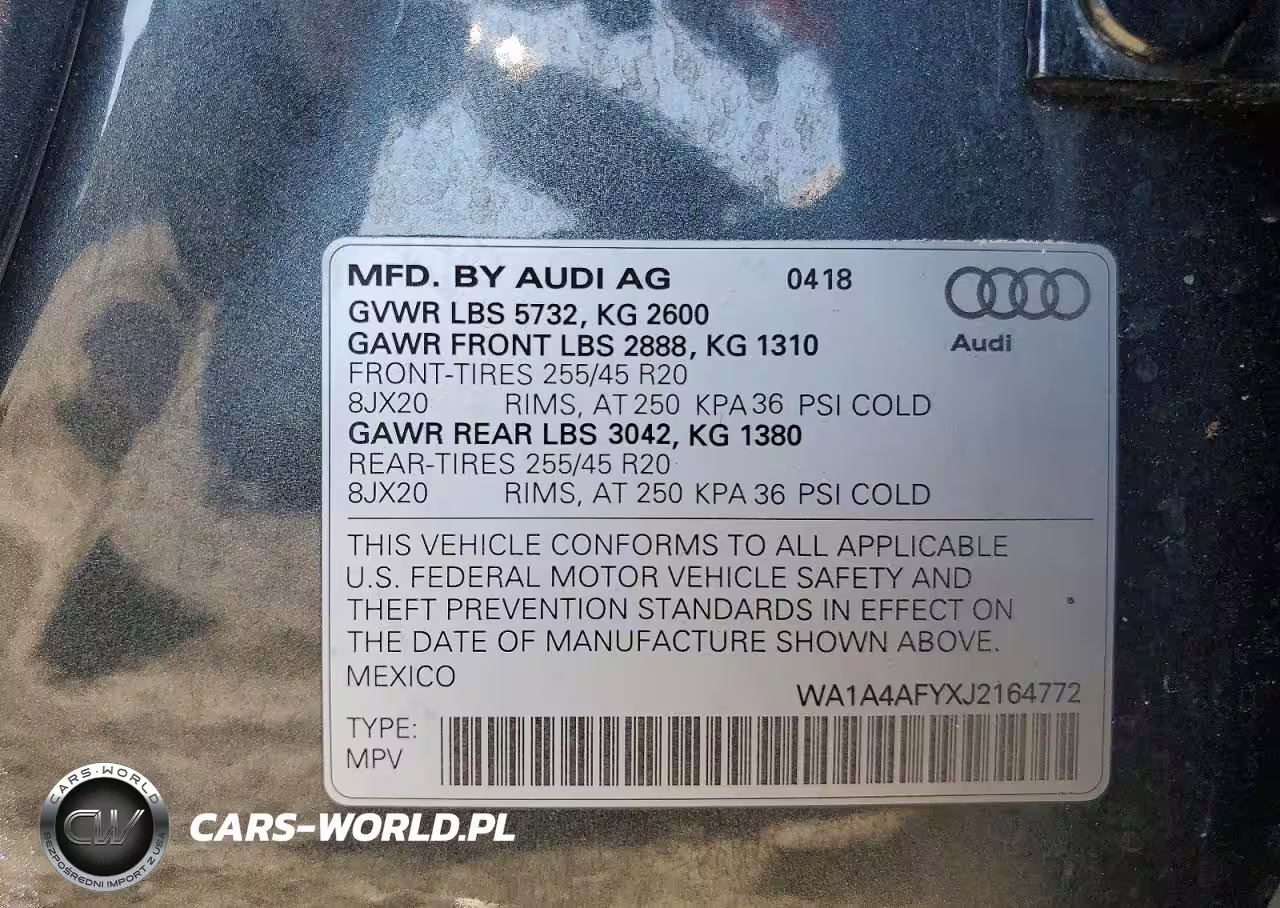 MFD. BY AUDI AG 0418
GVWR LBS 5732, KG 2600
GAWR FRONT LBS 2888, KG 1310
Audi
FRONT-TIRES 255/45 R20
8JX20 RIMS, AT 250 KPA 36 PSI COLD
GAWR REAR LBS 3042, KG 1380
REAR-TIRES 255/45 R20
8JX20 RIMS, AT 250 KPA 36 PSI COLD
THIS VEHICLE CONFORMS TO ALL APPLICABLE
U.S. FEDERAL MOTOR VEHICLE SAFETY AND
THEFT PREVENTION STANDARDS IN EFFECT ON
THE DATE OF MANUFACTURE SHOWN ABOVE.
MEXICO
WA1A4AFYXJ2164772
TYPE:
MPV
CARS-WORLD
CW
BEZPOŚREDNI IMPORT Z USA
CARS-WORLD.PL